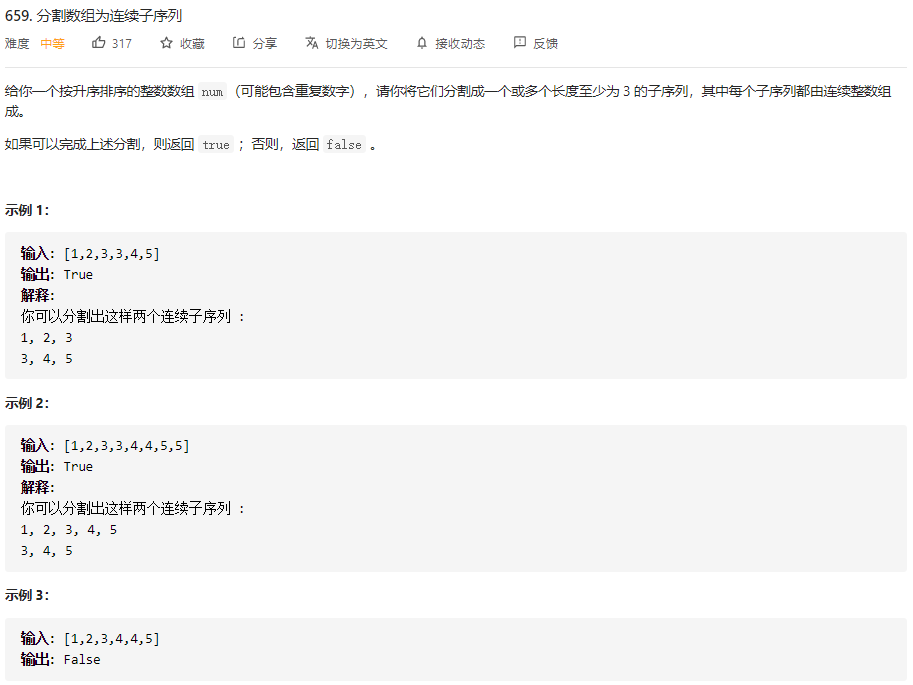 659. 分割数组为连续子序列
难度 中等 317 收藏 分享 切换为英文 接收动态 反馈
给你一个按升序排序的整数数组 num（可能包含重复数字），请你将它们分割成一个或多个长度至少为 3 的子序列，其中每个子序列都由连续整数组
成。
如果可以完成上述分割，则返回 true ；否则，返回 false 。
示例 1：
输入: [1,2,3,3,4,5]
输出: True
解释:
你可以分割出这样两个连续子序列 :
1, 2, 3
3, 4, 5
示例 2：
输入: [1,2,3,3,4,4,5,5]
输出: True
解释:
你可以分割出这样两个连续子序列 :
1, 2, 3, 4, 5
3, 4, 5
示例 3：
输入: [1,2,3,4,4,5]
输出: False